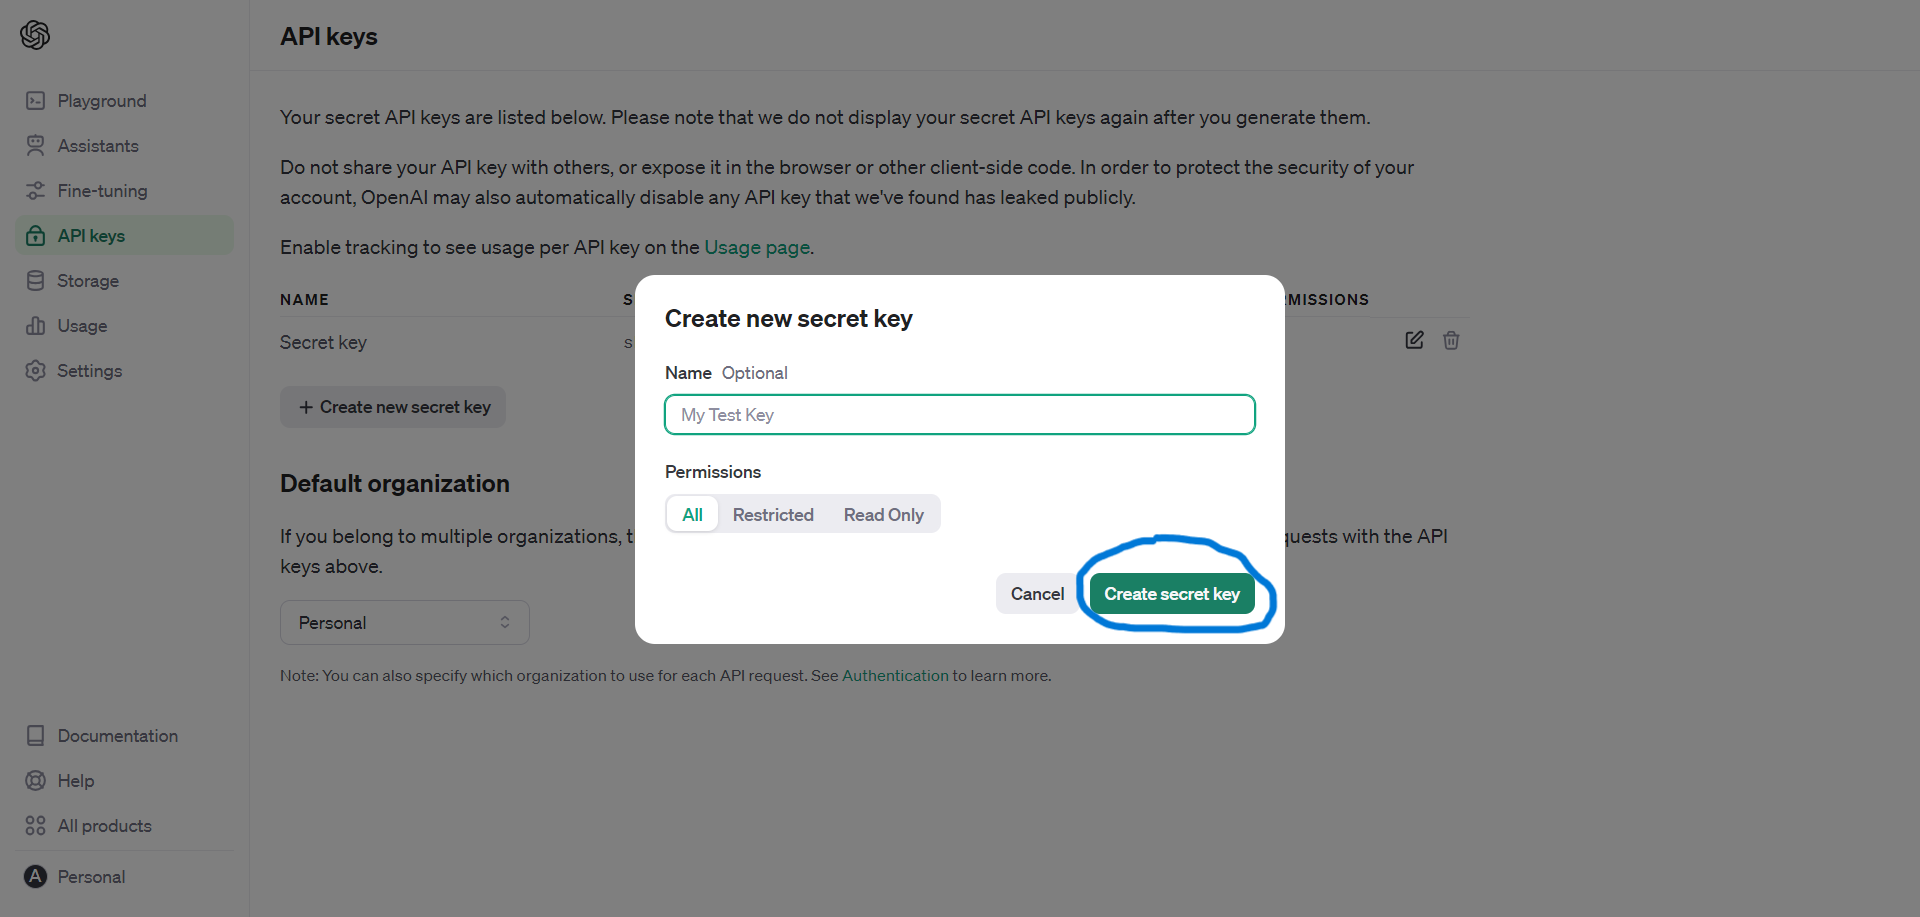 API keys
Playground
Assistants
Fine-tuning
API keys
Storage
Usage
Settings
Documentation
Help
All products
A Personal
Your secret API keys are listed below. Please note that we do not display your secret API keys again after you generate them.
Do not share your API key with others, or expose it in the browser or other client-side code. In order to protect the security of your
account, OpenAI may also automatically disable any API key that we've found has leaked publicly.
Enable tracking to see usage per API key on the Usage page.
NAME
Secret key
+ Create new secret key
Default organization
If you belong to multiple organizations,
quests with the API
keys above.
Personal
Note: You can also specify which organization to use for each API request. See Authentication to learn more.
Create new secret key
Name Optional
My Test Key
Permissions
All Restricted Read Only
Cancel Create secret key